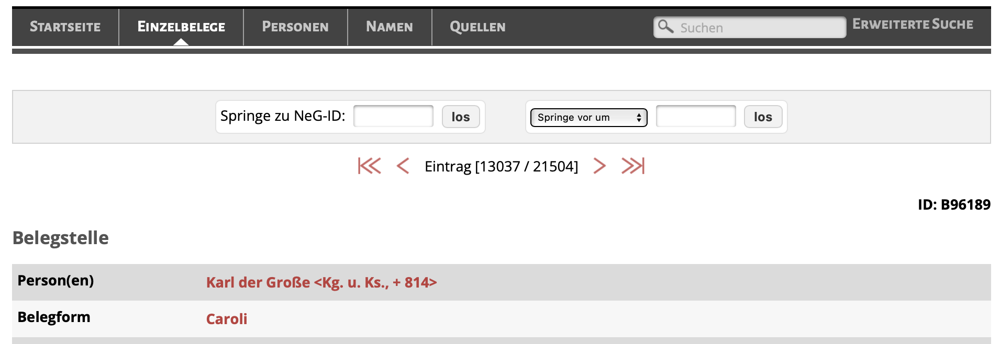 Startseite Einzelbelege Personen Namen Quellen Suchen Erweiterte Suche
Springe zu NeG-ID: los Springe vor um los
Eintrag [13037 / 21504]
ID: B96189
Belegstelle
Person(en) Karl der Große <Kg. u. Ks., + 814>
Belegform Caroli